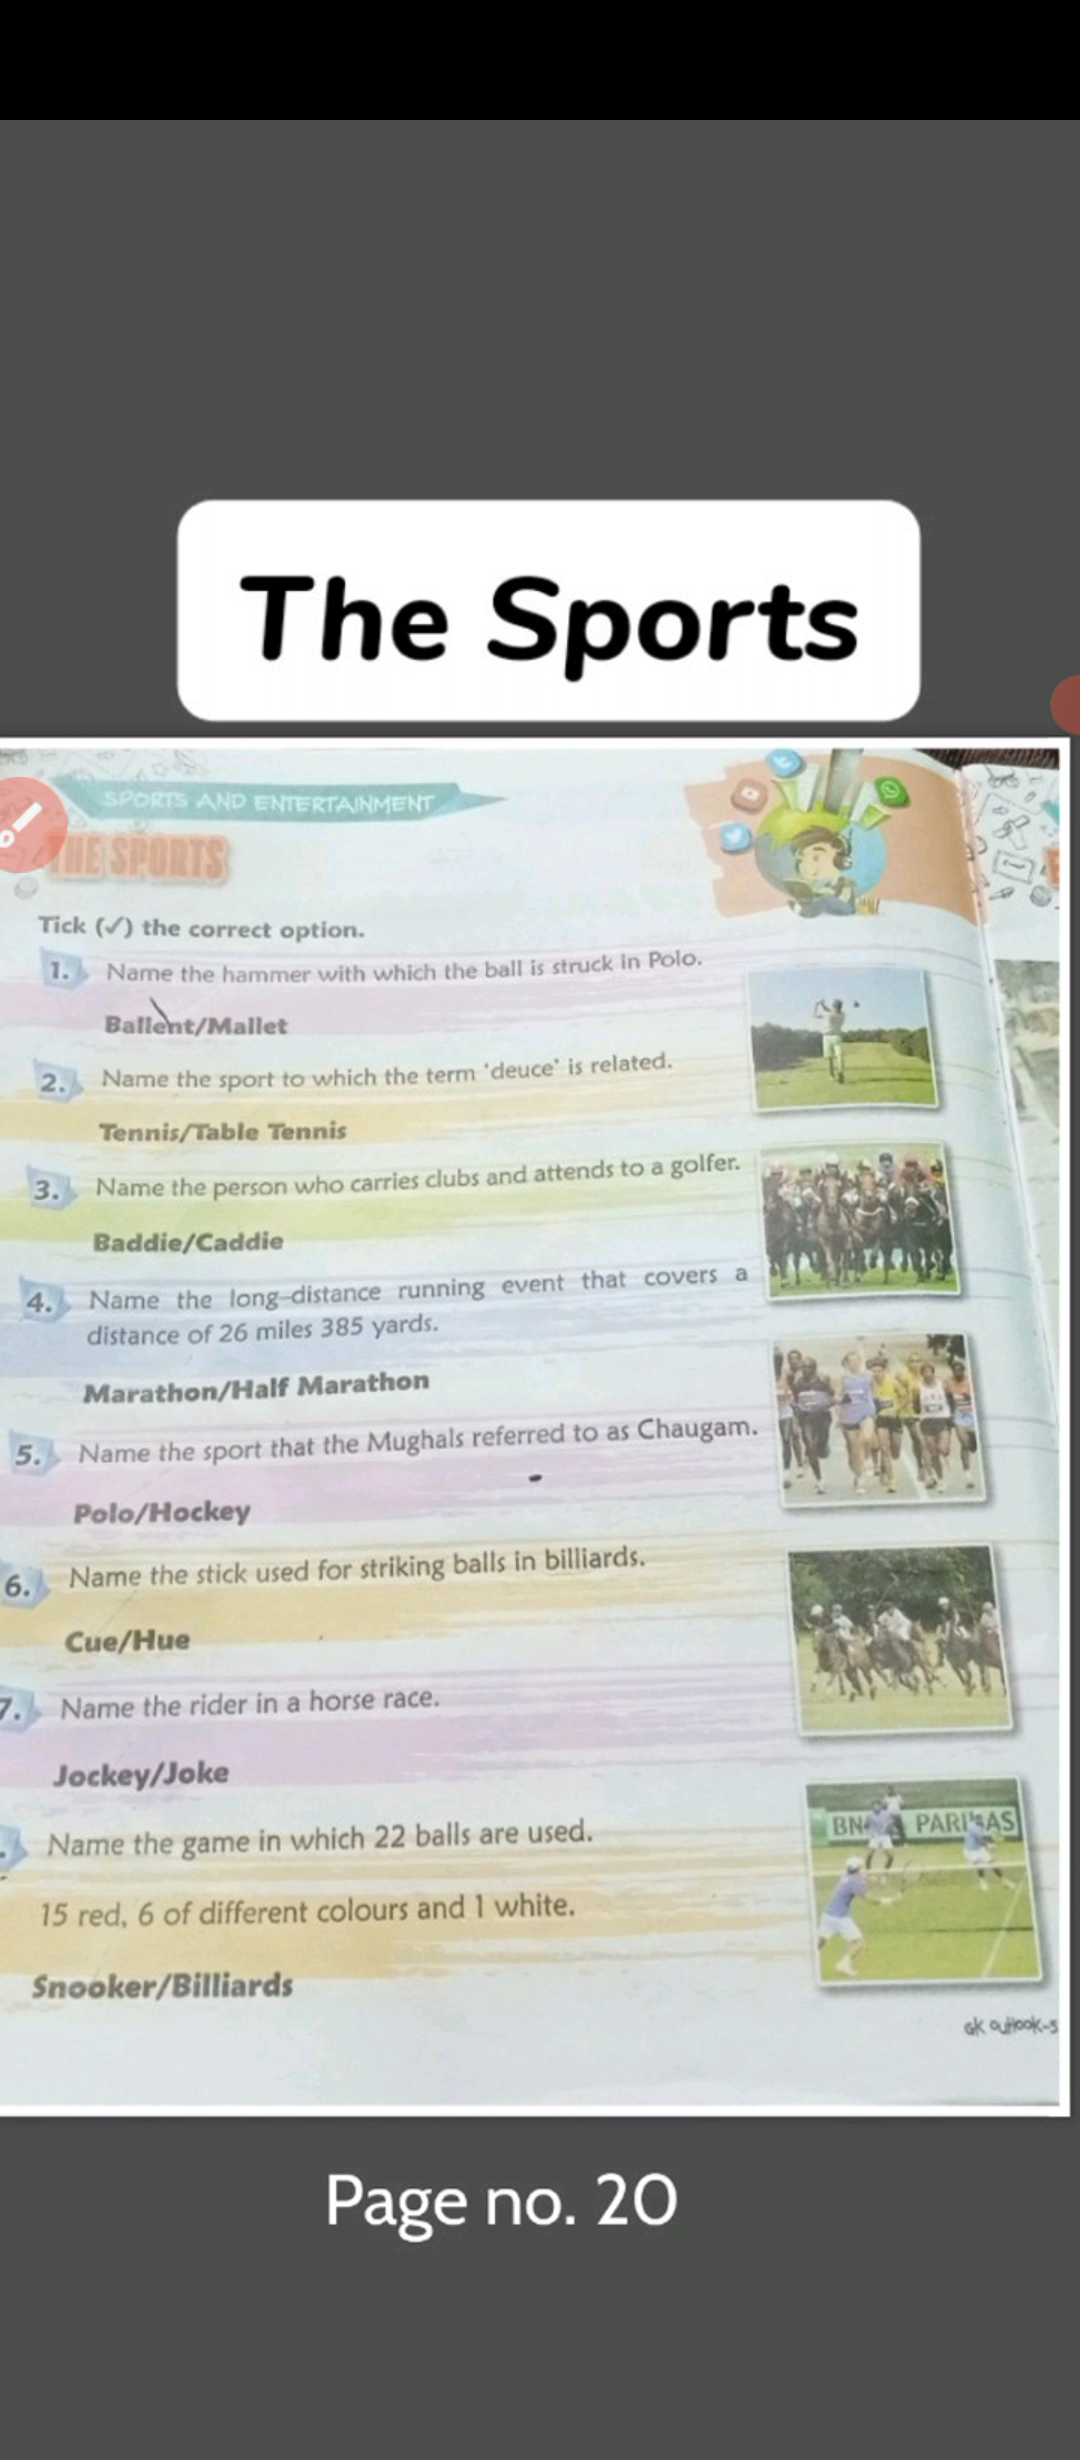 The Sports
SPORTS AND ENTERTAINMENT
THE SPORTS
Tick (✓) the correct option.
1. Name the hammer with which the ball is struck in Polo.
Ballent/Mallet
2. Name the sport to which the term 'deuce' is related.
Tennis/Table Tennis
3. Name the person who carries clubs and attends to a golfer.
Baddie/Caddie
4. Name the long-distance running event that covers a
distance of 26 miles 385 yards.
Marathon/Half Marathon
5. Name the sport that the Mughals referred to as Chaugam.
Polo/Hockey
6. Name the stick used for striking balls in billiards.
Cue/Hue
7. Name the rider in a horse race.
Jockey/Joke
Name the game in which 22 balls are used.
15 red, 6 of different colours and 1 white.
Snooker/Billiards
BN PARIBAS
GK Outlook-5
Page no. 20